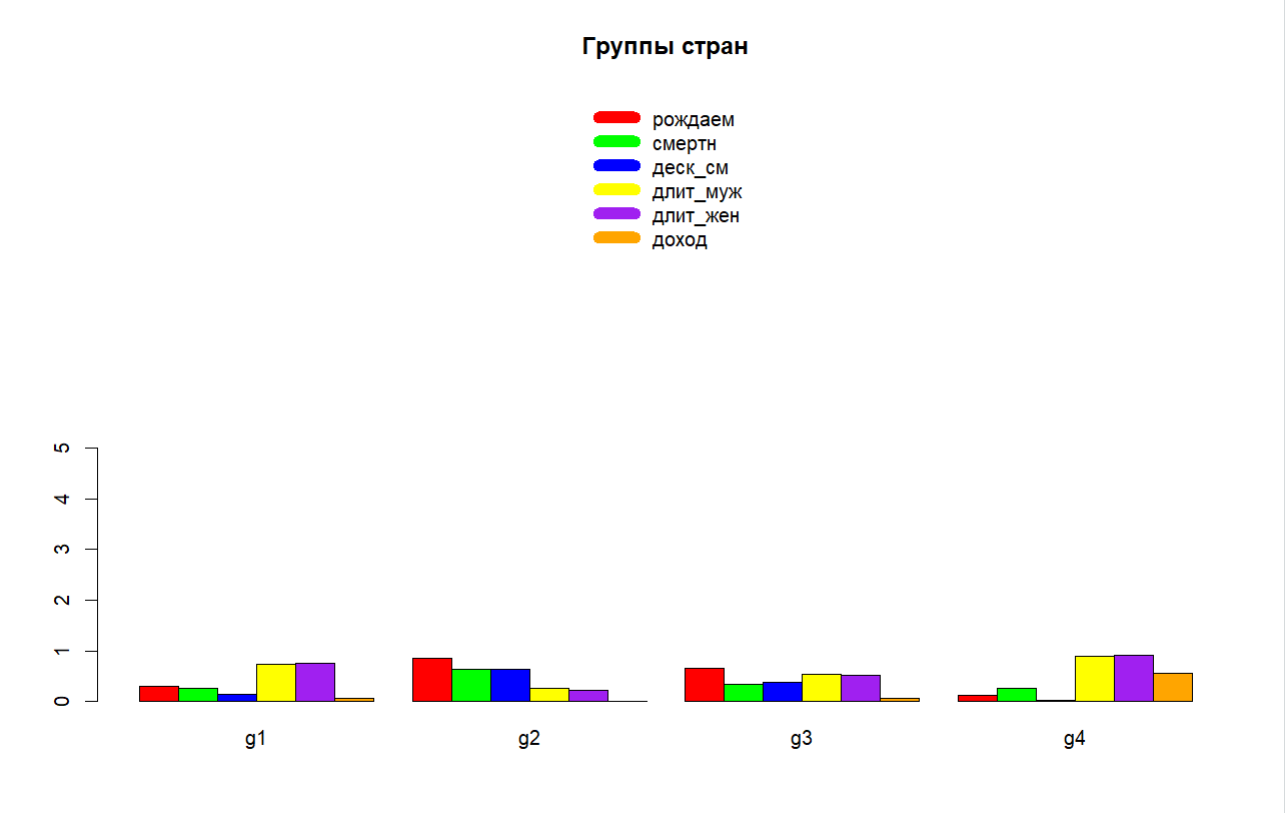 Группы стран
рождаем
смертн
деск_см
длит_муж
длит_жен
доход
5
4
3
2
1
0
g1 g2 g3 g4